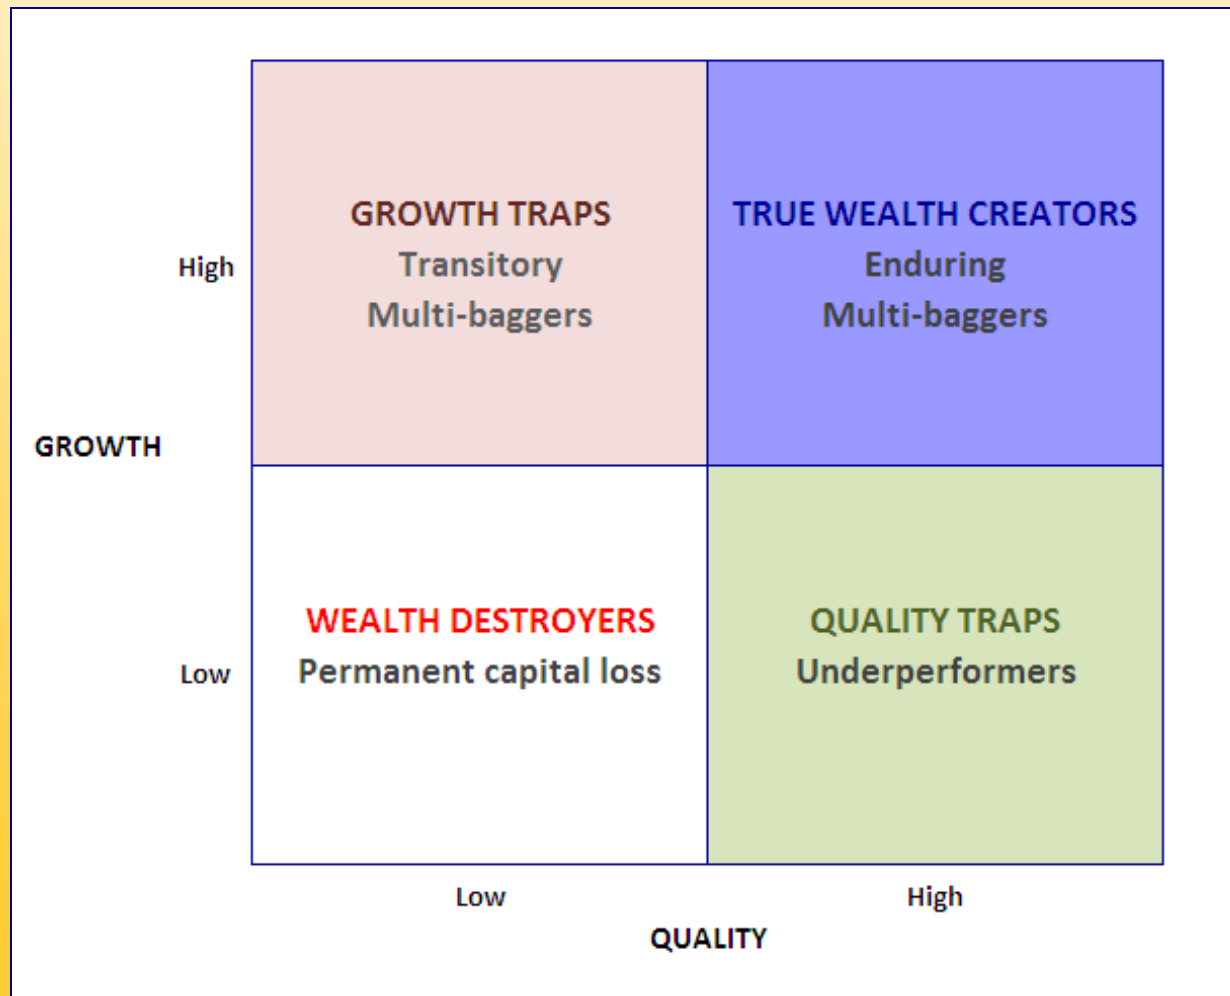 GROWTH TRAPS
Transitory
Multi-baggers
TRUE WEALTH CREATORS
Enduring
Multi-baggers
High
GROWTH
WEALTH DESTROYERS
Permanent capital loss
QUALITY TRAPS
Underperformers
Low
Low
High
QUALITY